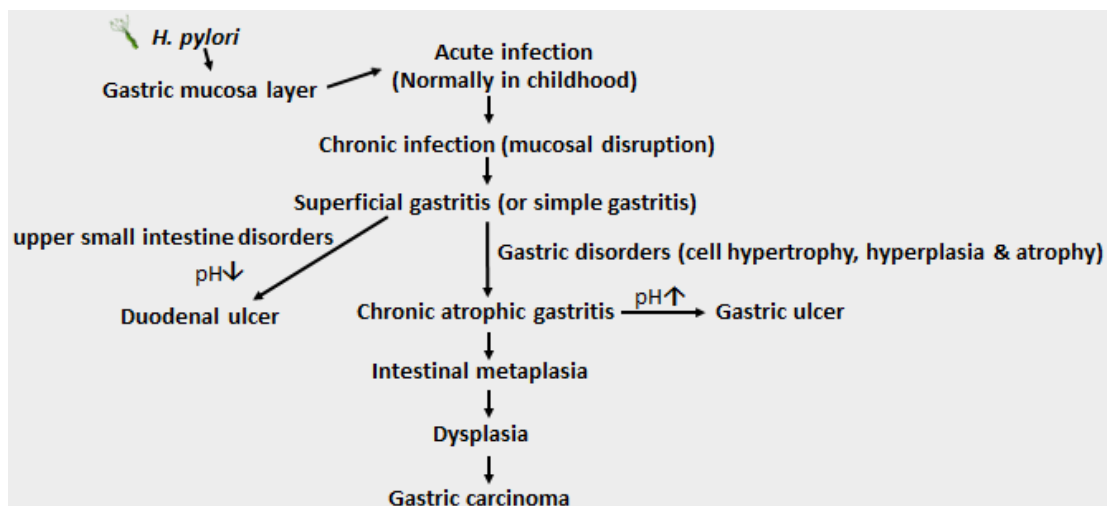 H. pylori
Gastric mucosa layer
Acute infection
(Normally in childhood)
Chronic infection (mucosal disruption)
Superficial gastritis (or simple gastritis)
upper small intestine disorders
pH↓
Gastric disorders (cell hypertrophy, hyperplasia & atrophy)
Duodenal ulcer
Chronic atrophic gastritis
pH↑
Gastric ulcer
Intestinal metaplasia
Dysplasia
Gastric carcinoma